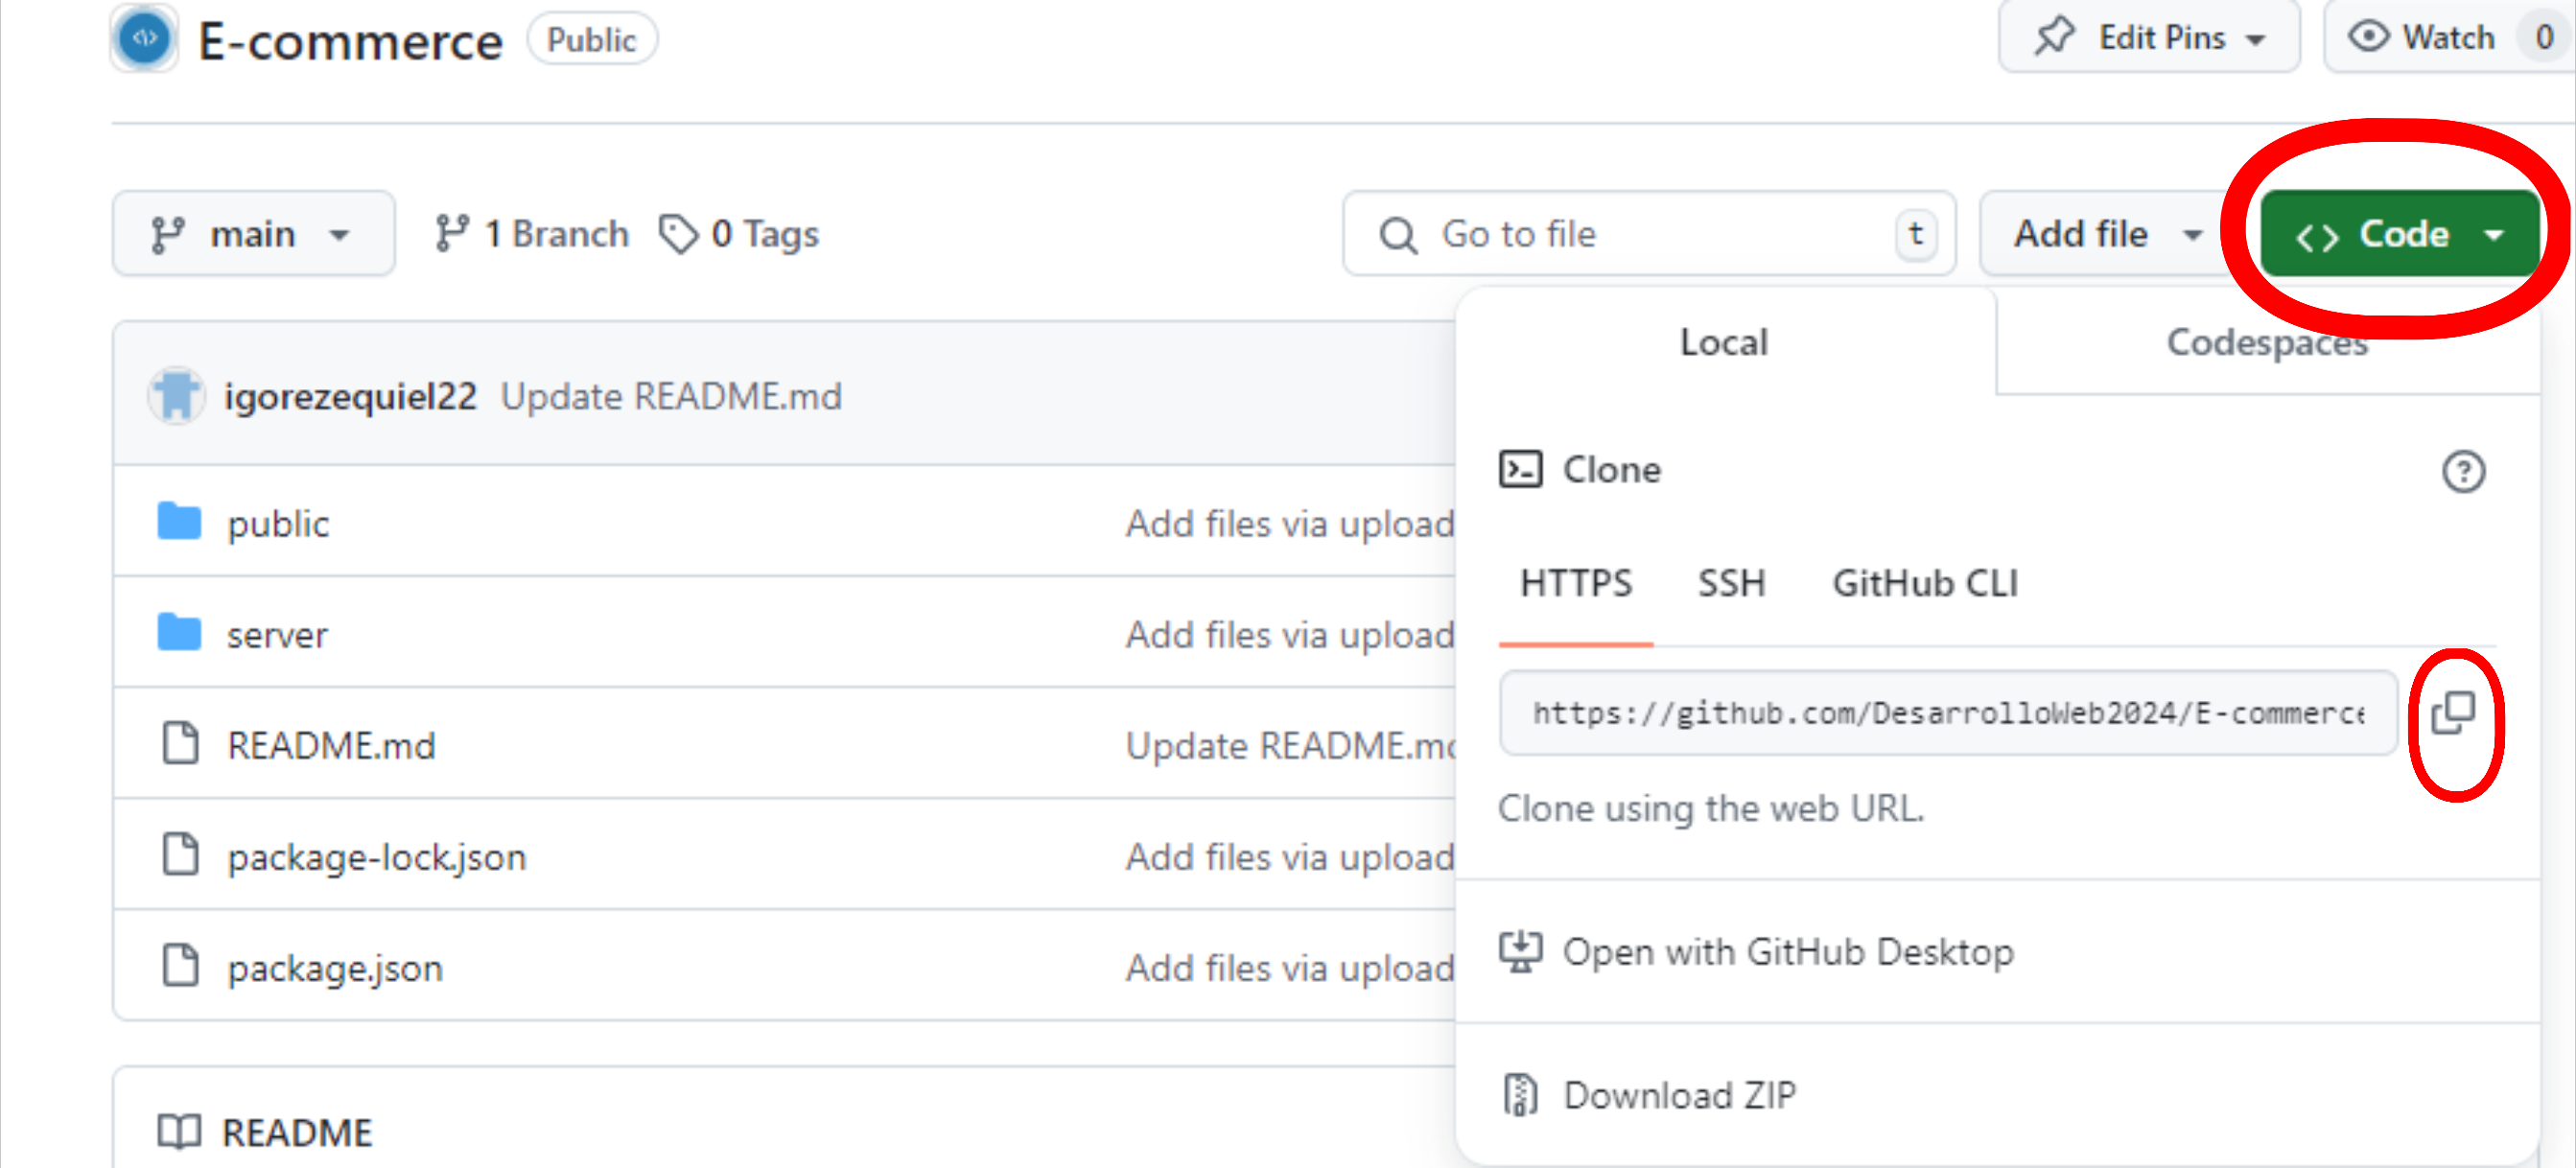 E-commerce Public Edit Pins Watch 0
main 1 Branch 0 Tags Go to file t Add file <> Code
Local Codespaces
igorezequiel22 Update README.md
Clone
public Add files via upload
HTTPS SSH GitHub CLI
server Add files via upload
https://github.com/DesarrolloWeb2024/E-commerce
README.md Update README.md
Clone using the web URL.
package-lock.json Add files via upload
Open with GitHub Desktop
package.json Add files via upload
Download ZIP
README